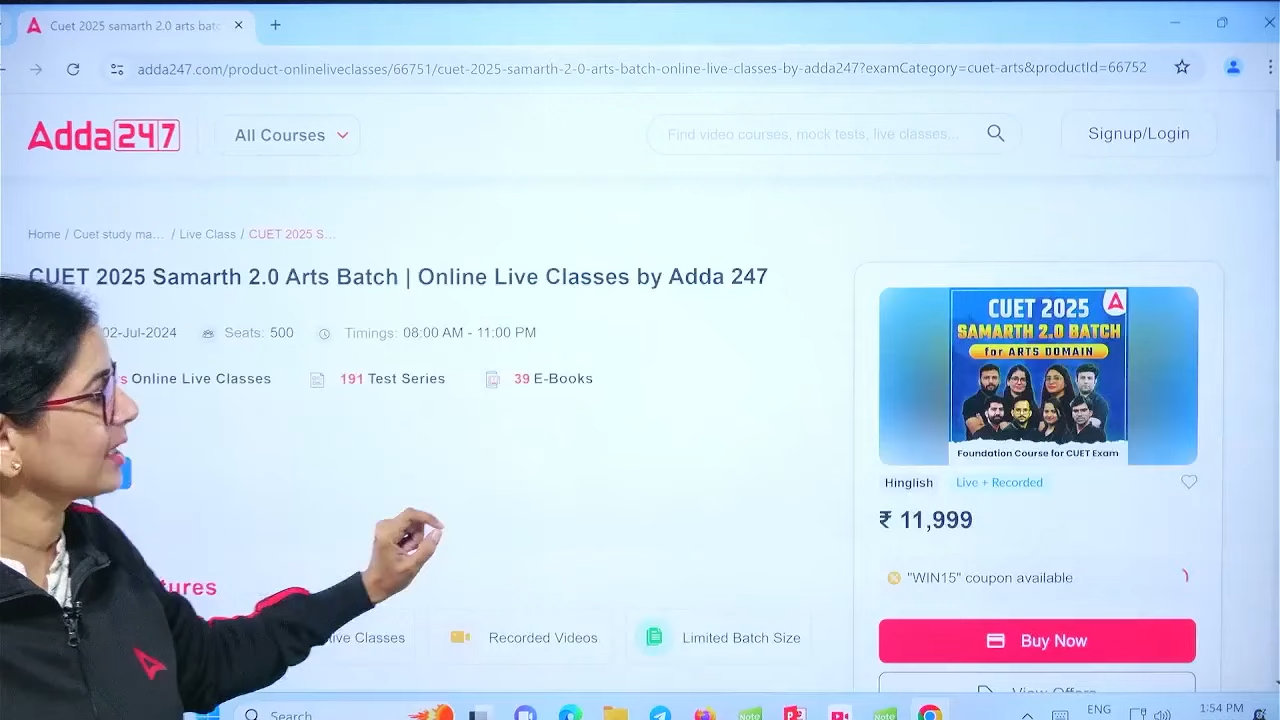 Cuet 2025 samarth 2.0 arts batc
adda247.com/product-onlineliveclasses/66751/cuet-2025-samarth-2-0-arts-batch-online-live-classes-by-adda247?examCategory=cuet-arts&productId=66752
Adda247
All Courses
Find video courses, mock tests, live classes...
Signup/Login
Home / Cuet study ma... / Live Class / CUET 2025 S...
CUET 2025 Samarth 2.0 Arts Batch | Online Live Classes by Adda 247
02-Jul-2024 Seats: 500 Timings: 08:00 AM - 11:00 PM
s Online Live Classes 191 Test Series 39 E-Books
CUET 2025
SAMARTH 2.0 BATCH
for ARTS DOMAIN
Foundation Course for CUET Exam
Hinglish Live + Recorded
₹ 11,999
"WIN15" coupon available
Buy Now
View Offers
tures
Classes Recorded Videos Limited Batch Size
Search
note
note
ENG
1:54 PM